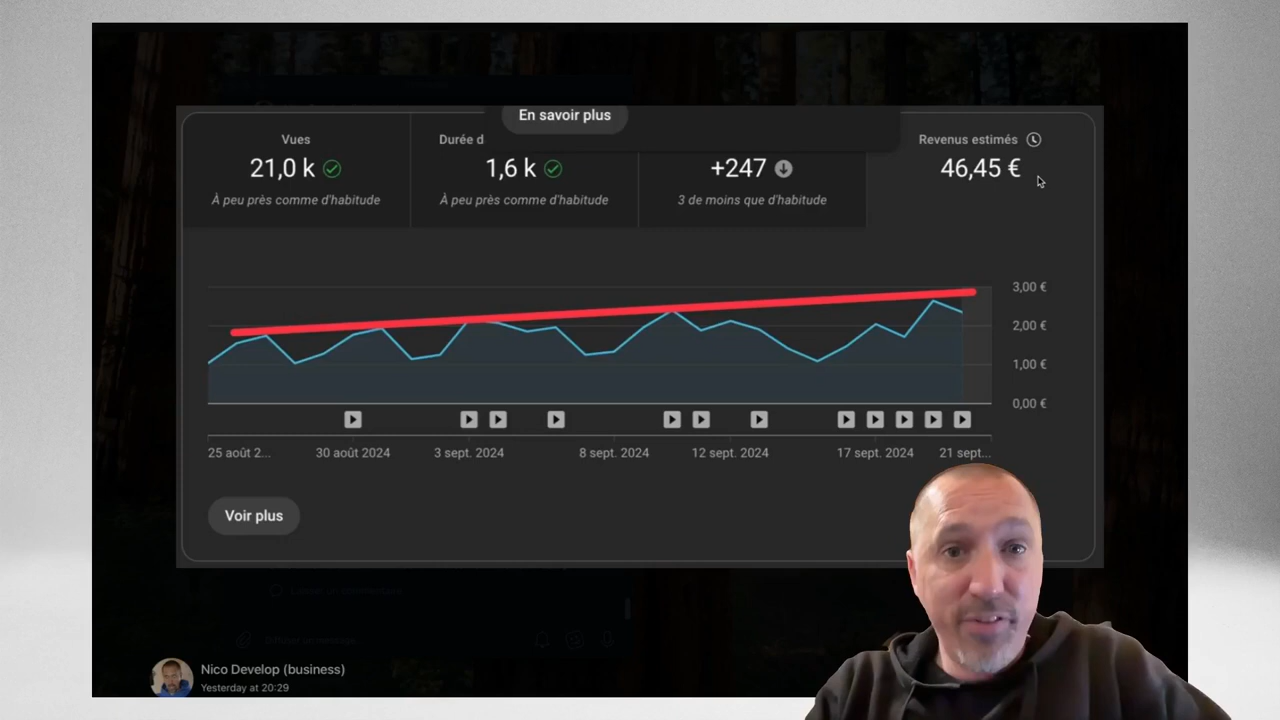 En savoir plus
Vues
Durée d
Revenus estimés
21,0 k
1,6 k
+247
46,45 €
À peu près comme d'habitude
À peu près comme d'habitude
3 de moins que d'habitude
3,00 €
2,00 €
1,00 €
0,00 €
25 août 2...
30 août 2024
3 sept. 2024
8 sept. 2024
12 sept. 2024
17 sept. 2024
21 sept...
Voir plus
Nico Develop (business)
Yesterday at 20:29